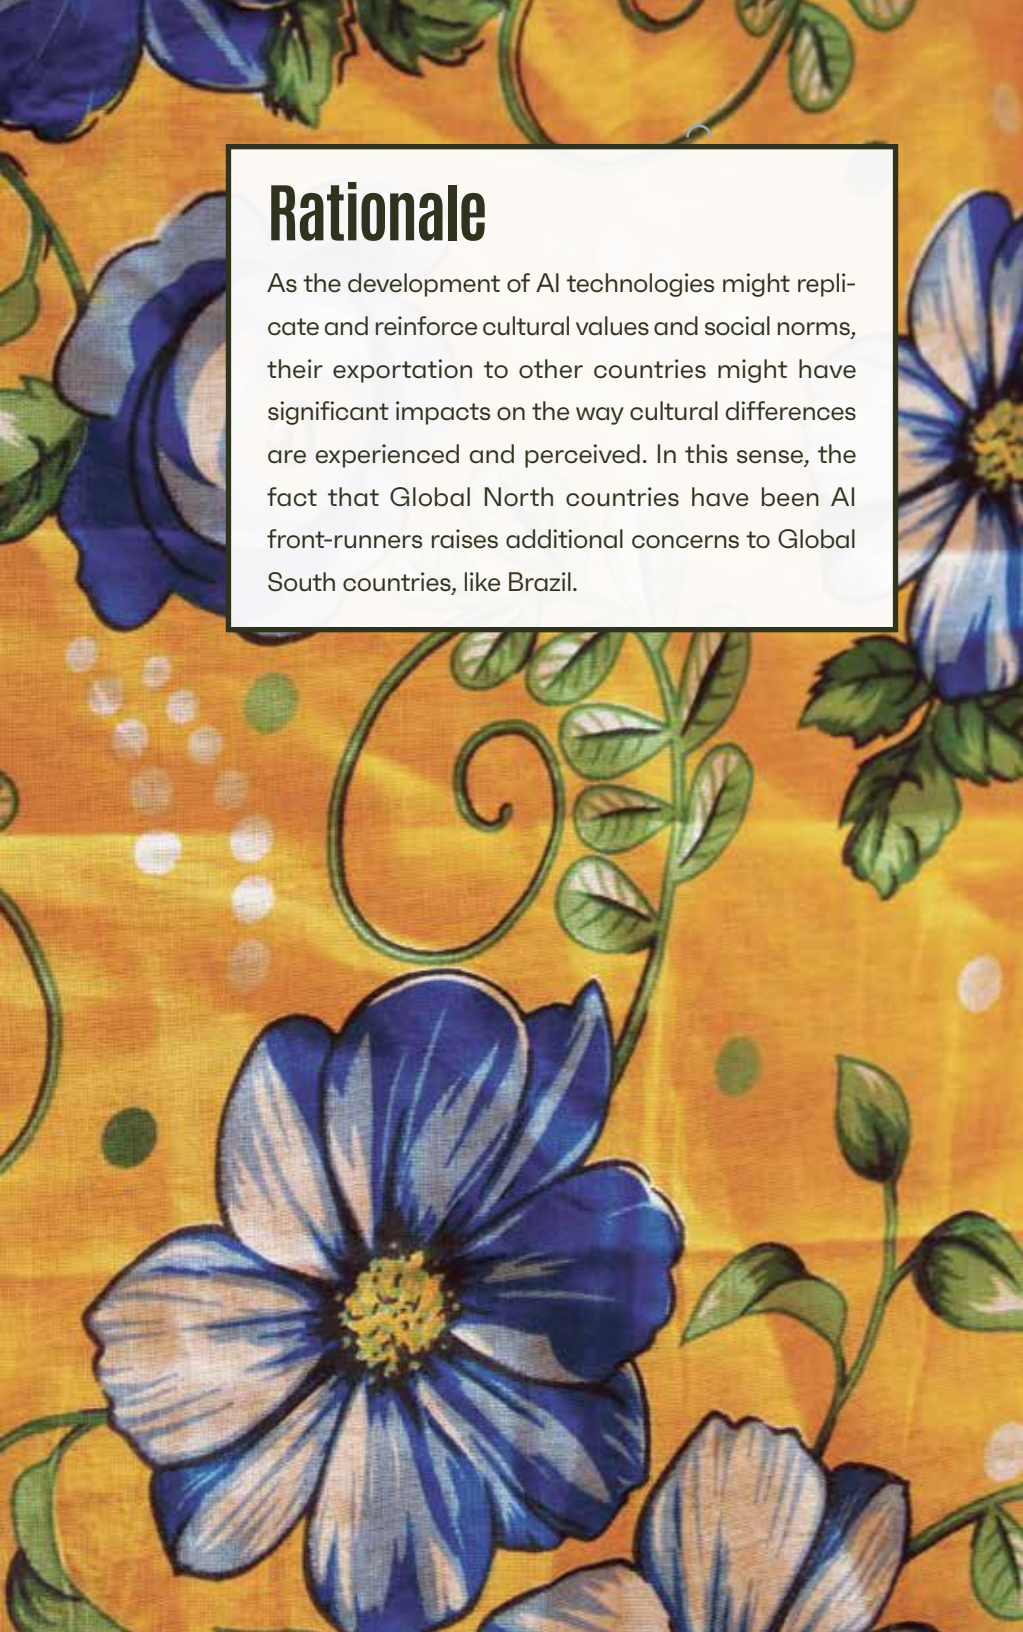 Rationale
As the development of AI technologies might repli-
cate and reinforce cultural values and social norms,
their exportation to other countries might have
significant impacts on the way cultural differences
are experienced and perceived. In this sense, the
fact that Global North countries have been AI
front-runners raises additional concerns to Global
South countries, like Brazil.